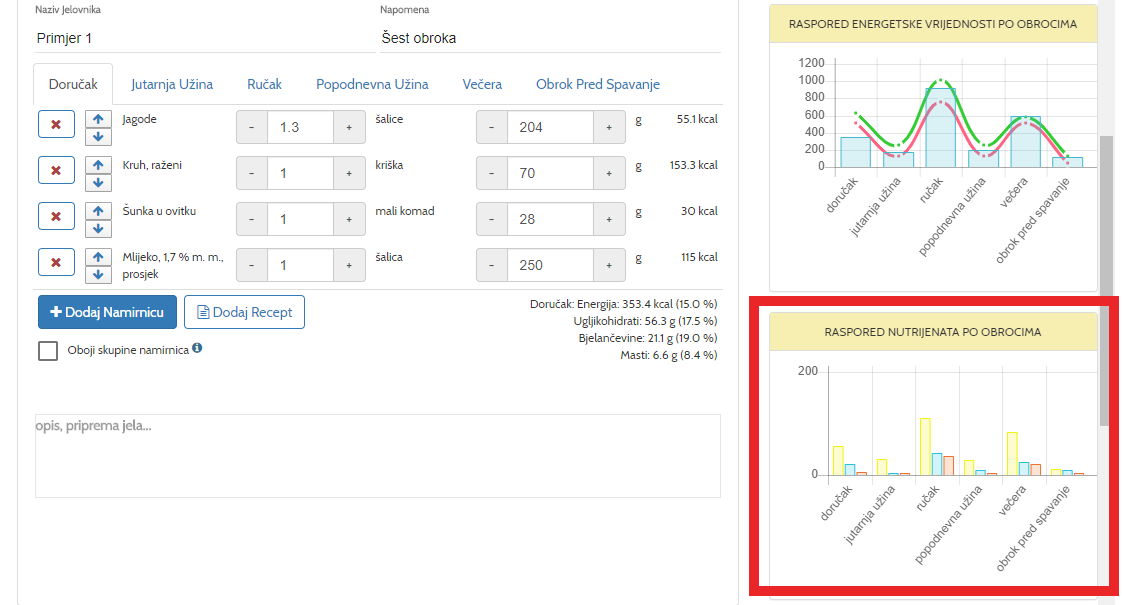 Naziv Jelovnika
Napomena
Primjer 1
Šest obroka
Doručak
Jutarnja Užina
Ručak
Popodnevna Užina
Večera
Obrok Pred Spavanje
Jagode
- 1.3 +
šalice
- 204 +
g
55.1 kcal
Kruh, raženi
- 1 +
kriška
- 70 +
g
153.3 kcal
Šunka u ovitku
- 1 +
mali komad
- 28 +
g
30 kcal
Mlijeko, 1,7 % m. m.,
prosjek
- 1 +
šalica
- 250 +
g
115 kcal
Dodaj Namirnicu
Dodaj Recept
Oboji skupine namirnica
Doručak: Energija: 353.4 kcal (15.0 %)
Ugljikohidrati: 56.3 g (17.5 %)
Bjelančevine: 21.1 g (19.0 %)
Masti: 6.6 g (8.4 %)
opis, priprema jela...
RASPORED ENERGETSKE VRIJEDNOSTI PO OBROCIMA
1200
1000
800
600
400
200
0
doručak
jutarnja užina
ručak
popodnevna užina
večera
obrok pred spavanje
RASPORED NUTRIJENATA PO OBROCIMA
200
0
doručak
jutarnja užina
ručak
popodnevna užina
večera
obrok pred spavanje